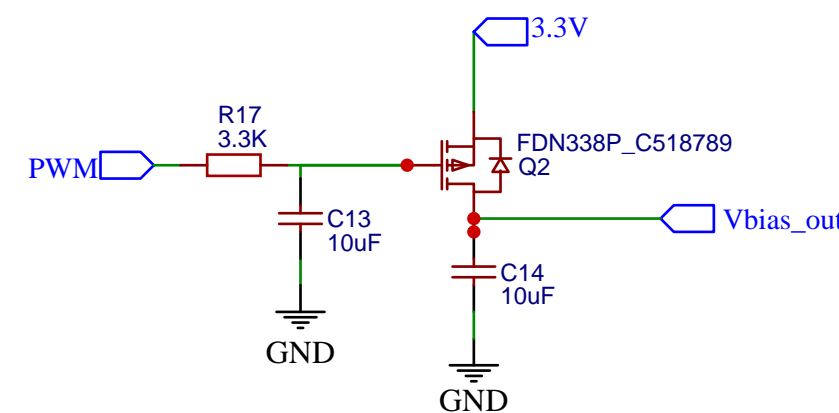 3.3V
R17
3.3K
FDN338P_C518789
Q2
PWM
C13
10uF
Vbias_out
C14
10uF
GND
GND